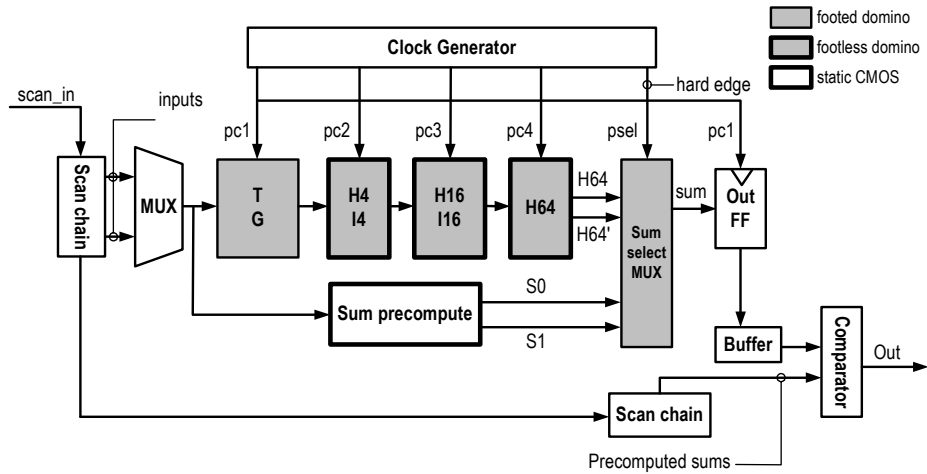 footed domino
footless domino
static CMOS
Clock Generator
hard edge
scan_in
inputs
pc1
pc2
pc3
pc4
psel
pc1
Scan chain
MUX
T
G
H4
I4
H16
I16
H64
H64
H64'
Sum
select
MUX
sum
Out
FF
Sum precompute
S0
S1
Buffer
Comparator
Out
Scan chain
Precomputed sums